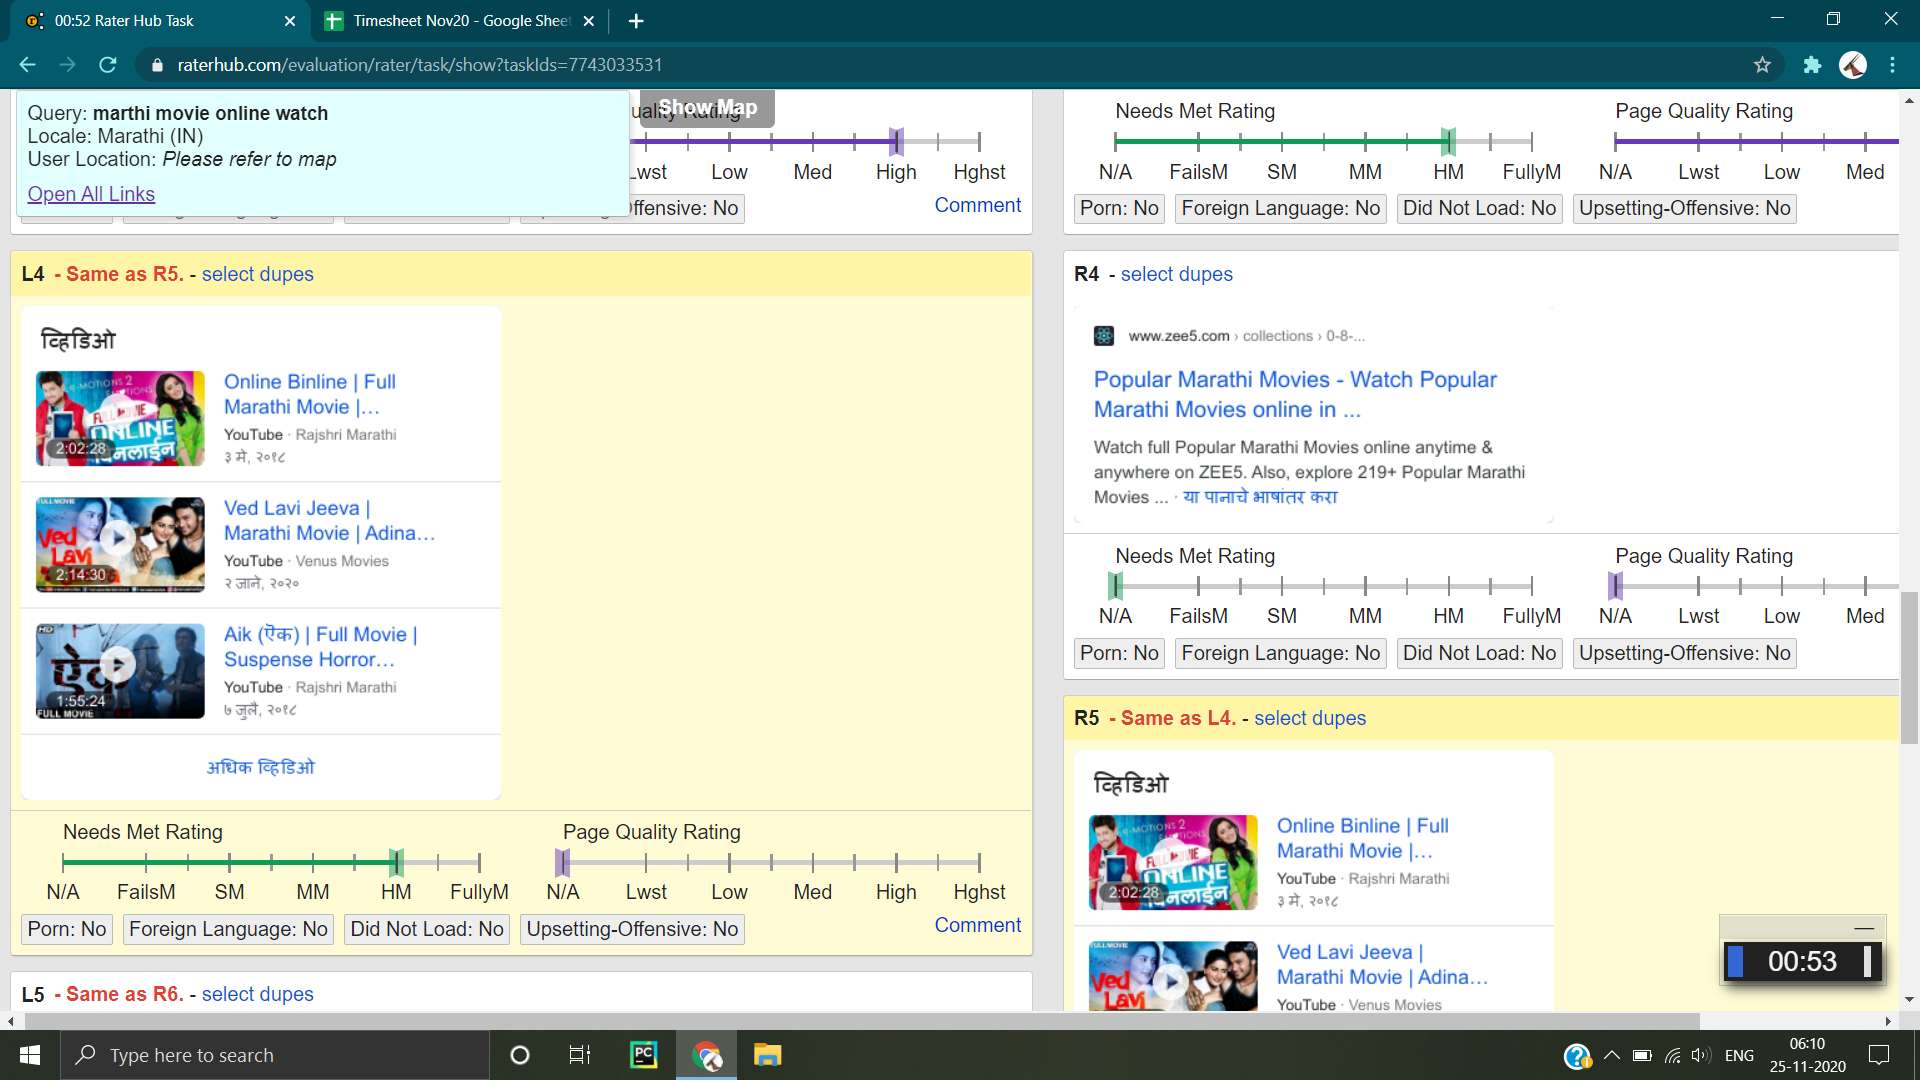 00:52 Rater Hub Task
Timesheet Nov20 - Google Sheet
raterhub.com/evaluation/rater/task/show?taskIds=7743033531
Query: marthi movie online watch
Locale: Marathi (IN)
User Location: Please refer to map
Open All Links
Show Map
uality Rating
Lwst Low Med High Hghst
ffensive: No
Comment
Needs Met Rating
N/A FailsM SM MM HM FullyM
Page Quality Rating
N/A Lwst Low Med
Porn: No Foreign Language: No Did Not Load: No Upsetting-Offensive: No
L4 - Same as R5. - select dupes
व्हिडिओ
Online Binline | Full
Marathi Movie |...
YouTube · Rajshri Marathi
३ मे, २०१८
2:02:28
Ved Lavi Jeeva |
Marathi Movie | Adina...
YouTube · Venus Movies
२ जाने, २०२०
2:14:30
Aik (ऐक) | Full Movie |
Suspense Horror...
YouTube · Rajshri Marathi
७ जुलै, २०१८
1:55:24
FULL MOVIE
अधिक व्हिडिओ
Needs Met Rating
N/A FailsM SM MM HM FullyM
Page Quality Rating
N/A Lwst Low Med High Hghst
Porn: No Foreign Language: No Did Not Load: No Upsetting-Offensive: No
Comment
L5 - Same as R6. - select dupes
R4 - select dupes
www.zee5.com › collections › 0-8-...
Popular Marathi Movies - Watch Popular
Marathi Movies online in ...
Watch full Popular Marathi Movies online anytime &
anywhere on ZEE5. Also, explore 219+ Popular Marathi
Movies ... · या पानाचे भाषांतर करा
Needs Met Rating
N/A FailsM SM MM HM FullyM
Page Quality Rating
N/A Lwst Low Med
Porn: No Foreign Language: No Did Not Load: No Upsetting-Offensive: No
R5 - Same as L4. - select dupes
व्हिडिओ
Online Binline | Full
Marathi Movie |...
YouTube · Rajshri Marathi
३ मे, २०१८
2:02:28
Ved Lavi Jeeva |
Marathi Movie | Adina...
YouTube · Venus Movies
00:53
Type here to search
ENG
06:10
25-11-2020